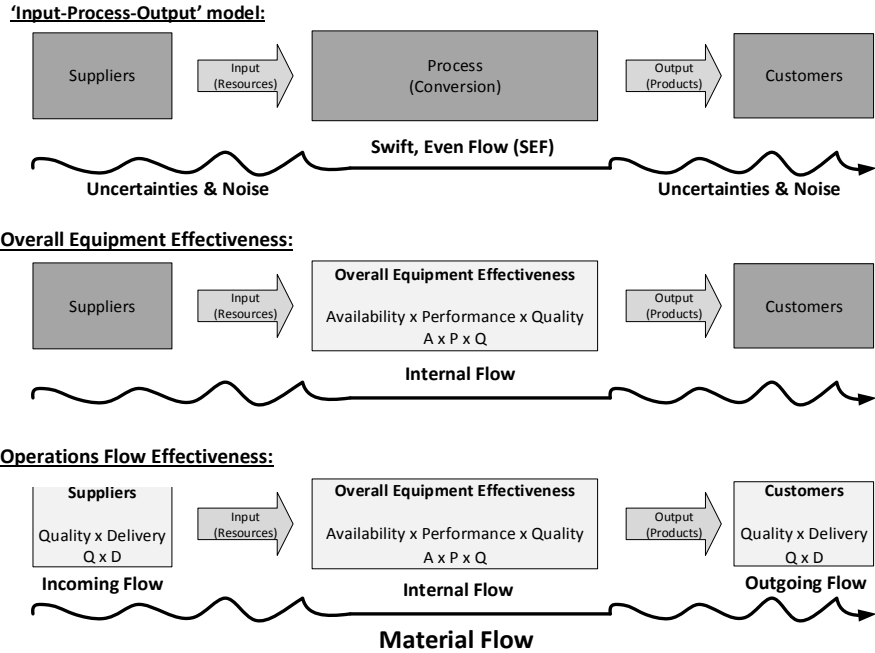 ‘Input-Process-Output’ model:
Suppliers
Input
(Resources)
Process
(Conversion)
Output
(Products)
Customers
Swift, Even Flow (SEF)
Uncertainties & Noise
Uncertainties & Noise
Overall Equipment Effectiveness:
Suppliers
Input
(Resources)
Overall Equipment Effectiveness
Availability x Performance x Quality
A x P x Q
Output
(Products)
Customers
Internal Flow
Operations Flow Effectiveness:
Suppliers
Quality x Delivery
Q x D
Input
(Resources)
Overall Equipment Effectiveness
Availability x Performance x Quality
A x P x Q
Output
(Products)
Customers
Quality x Delivery
Q x D
Incoming Flow
Internal Flow
Outgoing Flow
Material Flow